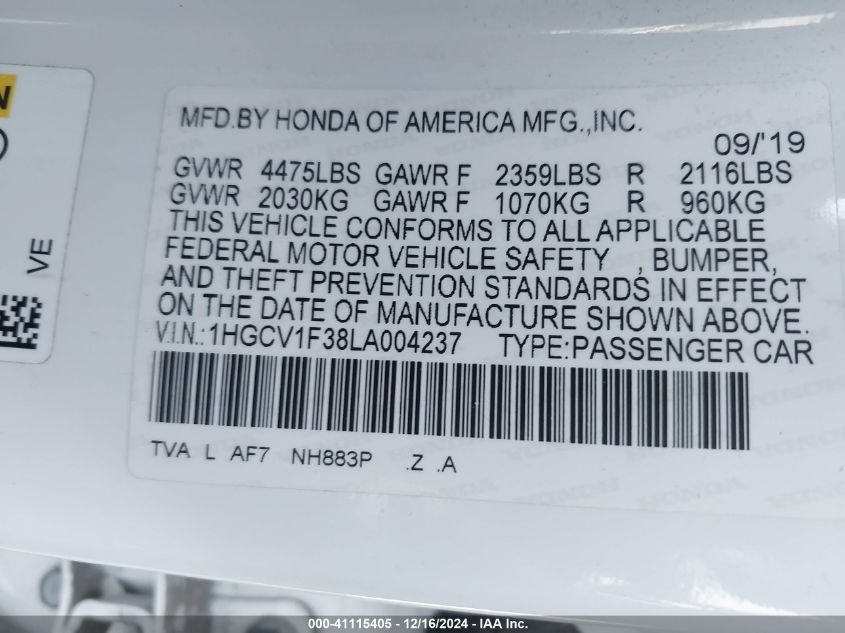 N
VE
MFD.BY HONDA OF AMERICA MFG.,INC.
09/'19
GVWR 4475LBS GAWR F 2359LBS R 2116LBS
GVWR 2030KG GAWR F 1070KG R 960KG
THIS VEHICLE CONFORMS TO ALL APPLICABLE
FEDERAL MOTOR VEHICLE SAFETY , BUMPER,
AND THEFT PREVENTION STANDARDS IN EFFECT
ON THE DATE OF MANUFACTURE SHOWN ABOVE.
V.I.N.:1HGCV1F38LA004237 TYPE:PASSENGER CAR
TVA L AF7 NH883P .Z .A
000-41115405 - 12/16/2024 - IAA Inc.